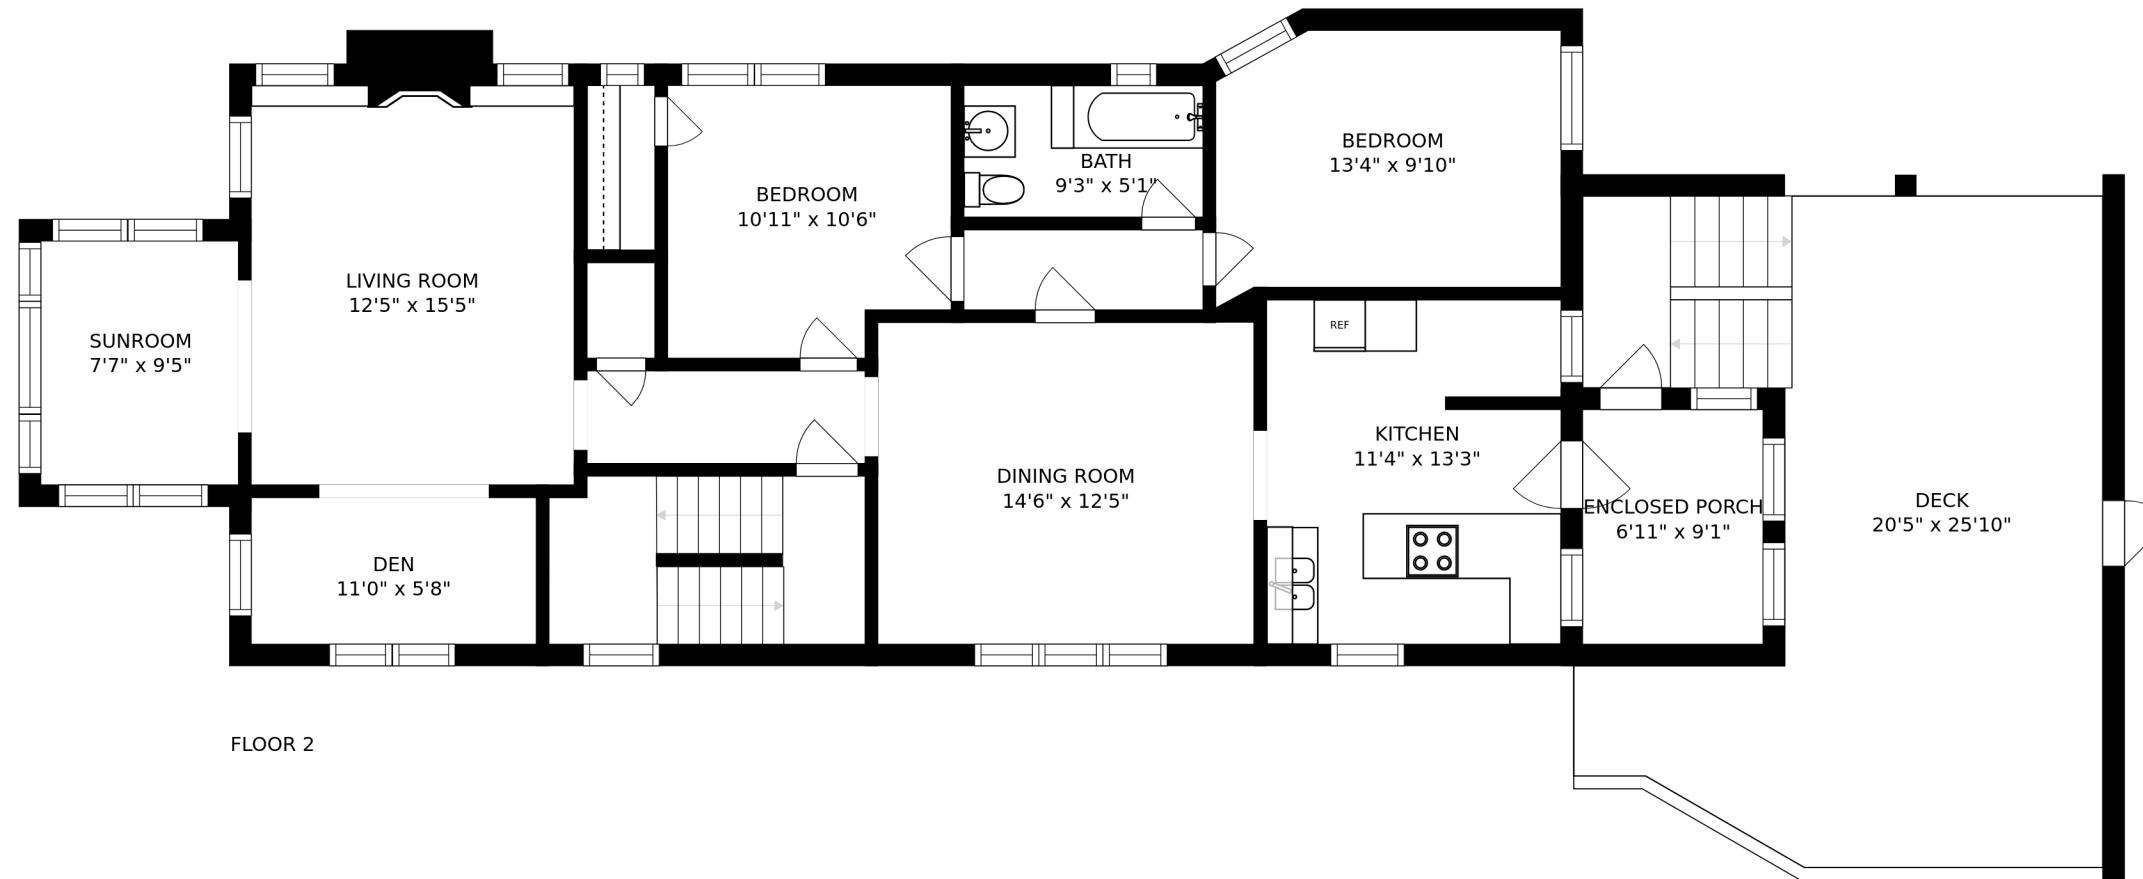 BEDROOM
13'4" x 9'10"
BATH
9'3" x 5'1"
BEDROOM
10'11" x 10'6"
LIVING ROOM
12'5" x 15'5"
SUNROOM
7'7" x 9'5"
REF
KITCHEN
11'4" x 13'3"
DINING ROOM
14'6" x 12'5"
ENCLOSED PORCH
6'11" x 9'1"
DECK
20'5" x 25'10"
DEN
11'0" x 5'8"
FLOOR 2